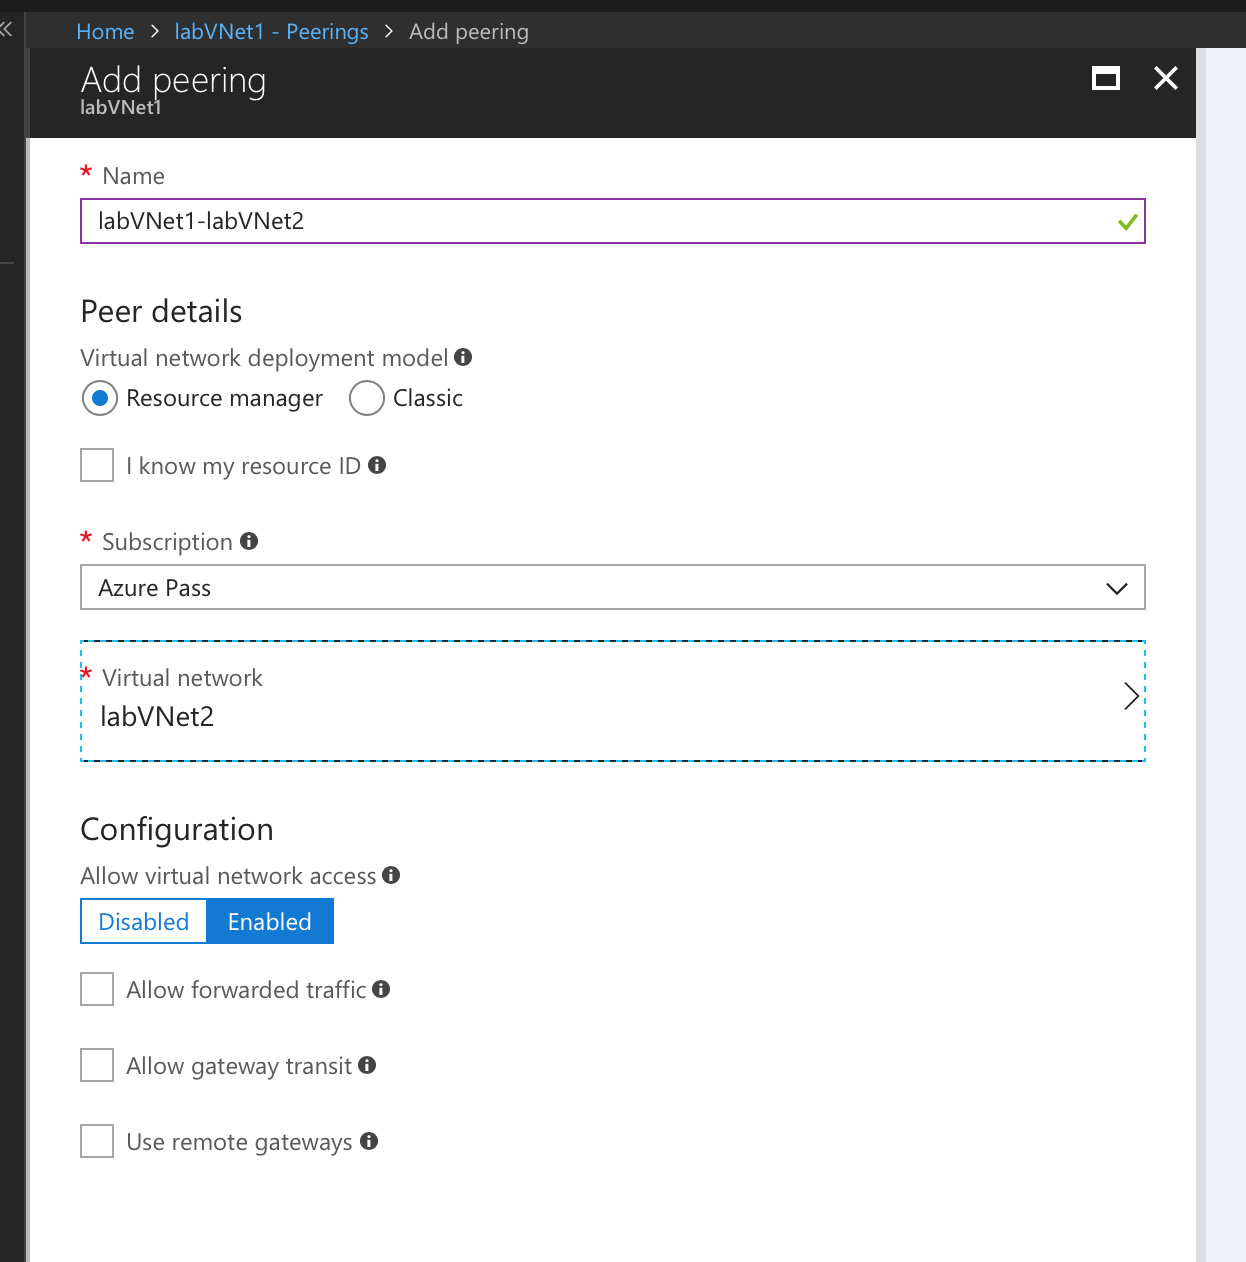 Home > labVNet1 - Peerings > Add peering
Add peering
labVNet1
* Name
labVNet1-labVNet2
Peer details
Virtual network deployment model
Resource manager Classic
I know my resource ID
* Subscription
Azure Pass
* Virtual network
labVNet2
Configuration
Allow virtual network access
Disabled Enabled
Allow forwarded traffic
Allow gateway transit
Use remote gateways